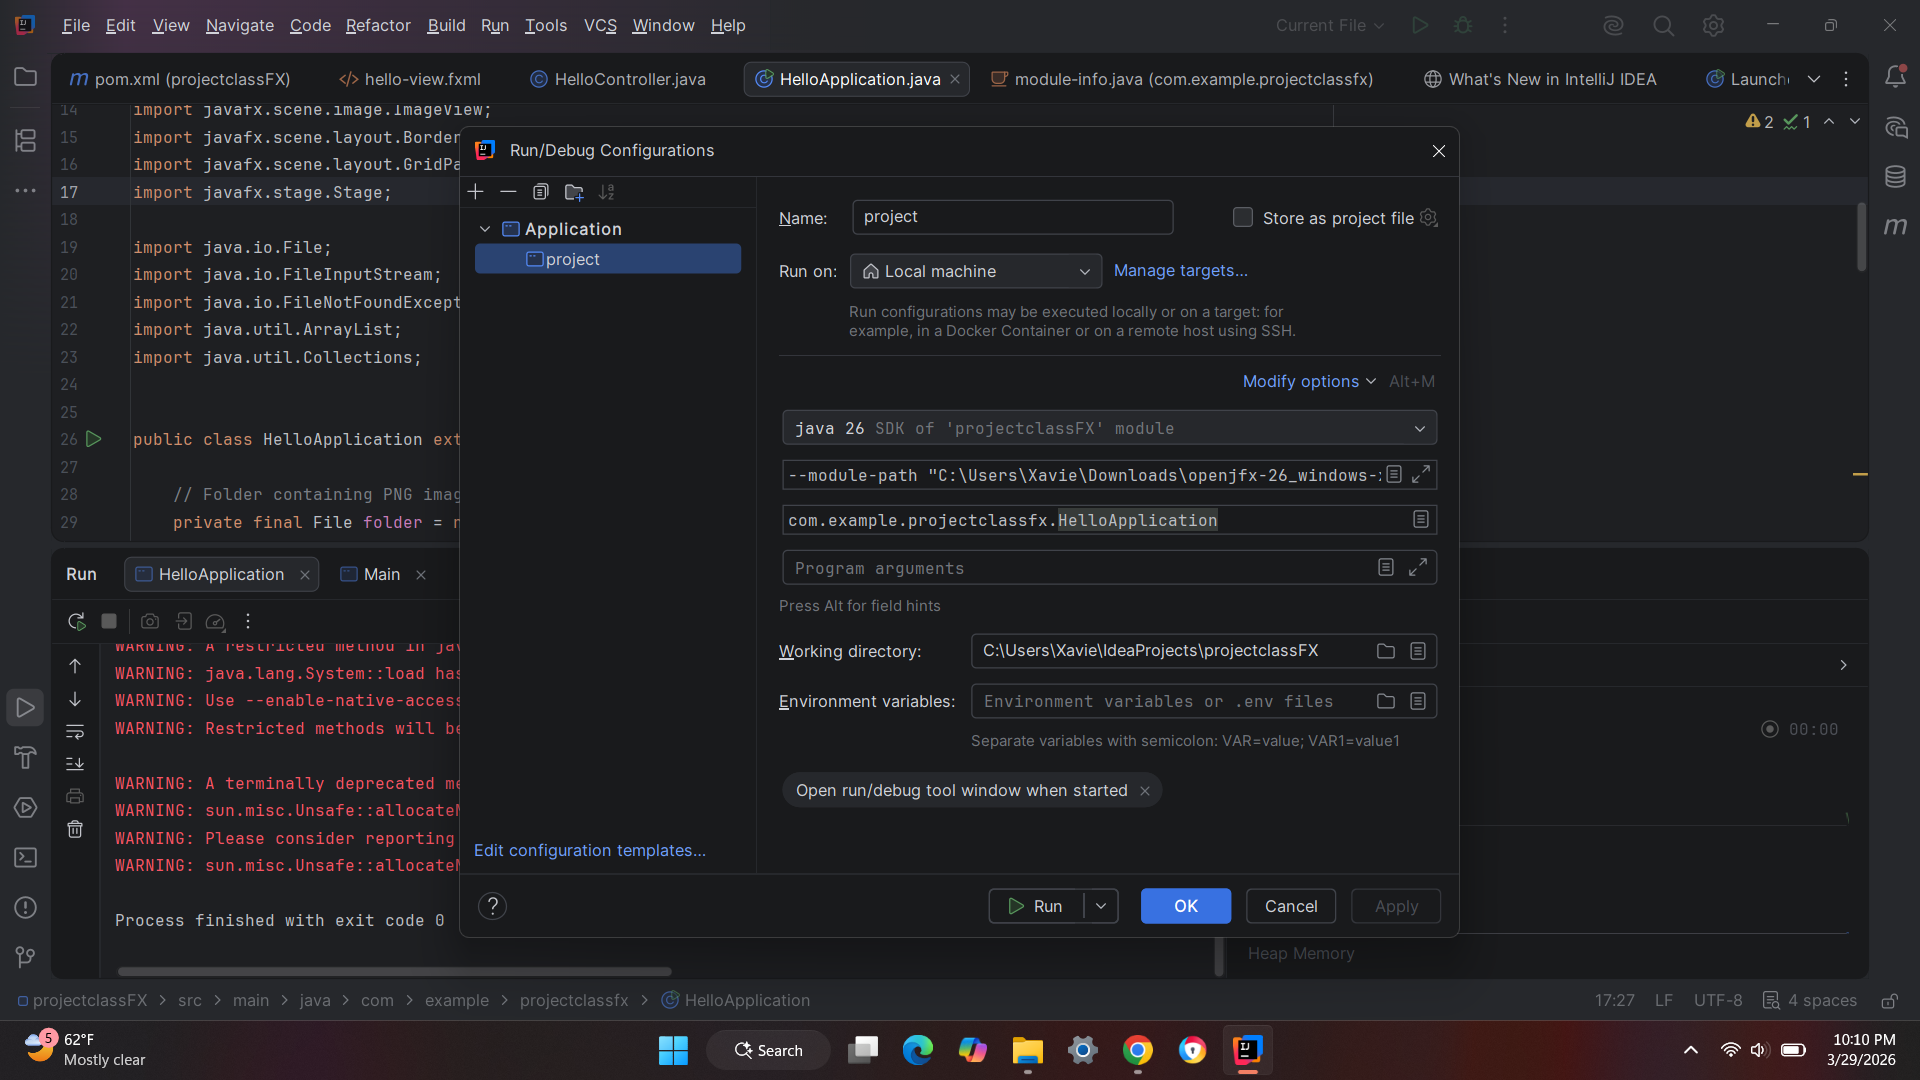 File Edit View Navigate Code Refactor Build Run Tools VCS Window Help
Current File
pom.xml (projectclassFX)
hello-view.fxml
HelloController.java
HelloApplication.java
module-info.java (com.example.projectclassfx)
What's New in IntelliJ IDEA
Launch
14 import javafx.scene.image.ImageView;
15 import javafx.scene.layout.Border
16 import javafx.scene.layout.GridPa
17 import javafx.stage.Stage;
18
19 import java.io.File;
20 import java.io.FileInputStream;
21 import java.io.FileNotFoundExcept
22 import java.util.ArrayList;
23 import java.util.Collections;
24
25
26 public class HelloApplication ext
27
28 // Folder containing PNG imag
29 private final File folder = n
2 1
Run/Debug Configurations
Application
project
Edit configuration templates...
Name: project
Store as project file
Run on: Local machine
Manage targets...
Run configurations may be executed locally or on a target: for
example, in a Docker Container or on a remote host using SSH.
Modify options Alt+M
java 26 SDK of 'projectclassFX' module
--module-path "C:\Users\Xavie\Downloads\openjfx-26_windows-
com.example.projectclassfx.HelloApplication
Program arguments
Press Alt for field hints
Working directory: C:\Users\Xavie\IdeaProjects\projectclassFX
Environment variables: Environment variables or .env files
Separate variables with semicolon: VAR=value; VAR1=value1
Open run/debug tool window when started
? Run OK Cancel Apply
Run HelloApplication Main
WARNING: A restricted method in jav
WARNING: java.lang.System::load has
WARNING: Use --enable-native-access
WARNING: Restricted methods will be
WARNING: A terminally deprecated me
WARNING: sun.misc.Unsafe::allocateM
WARNING: Please consider reporting
WARNING: sun.misc.Unsafe::allocateM
Process finished with exit code 0
00:00
Heap Memory
projectclassFX > src > main > java > com > example > projectclassfx > HelloApplication
17:27 LF UTF-8 4 spaces
5
62°F
Mostly clear
Search
10:10 PM
3/29/2026